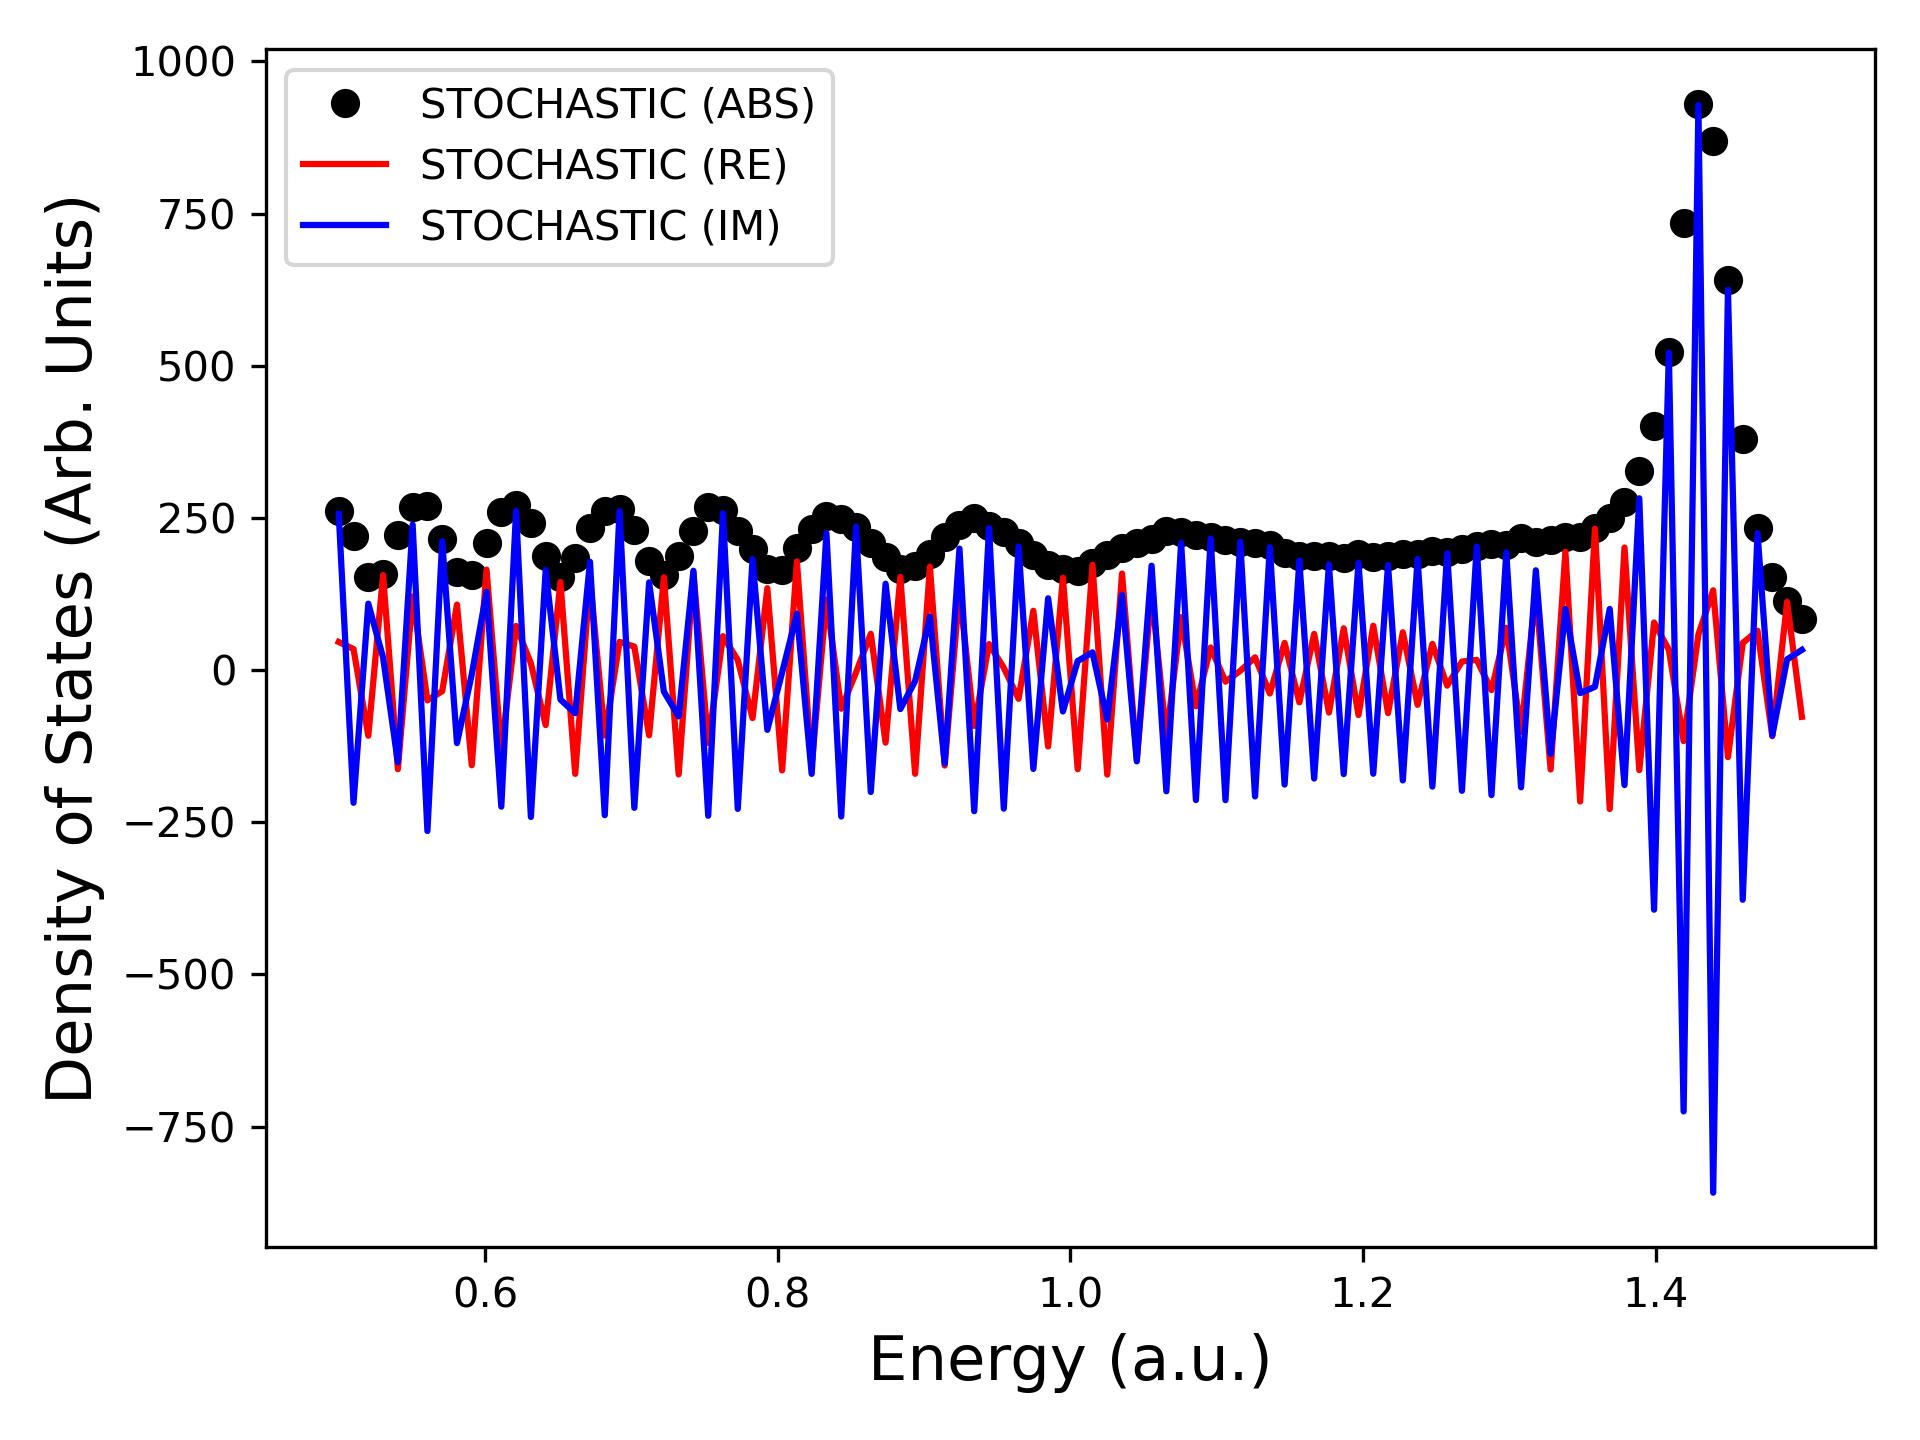 1000
750
500
250
0
−250
−500
−750
Density of States (Arb. Units)
STOCHASTIC (ABS)
STOCHASTIC (RE)
STOCHASTIC (IM)
0.6 0.8 1.0 1.2 1.4
Energy (a.u.)